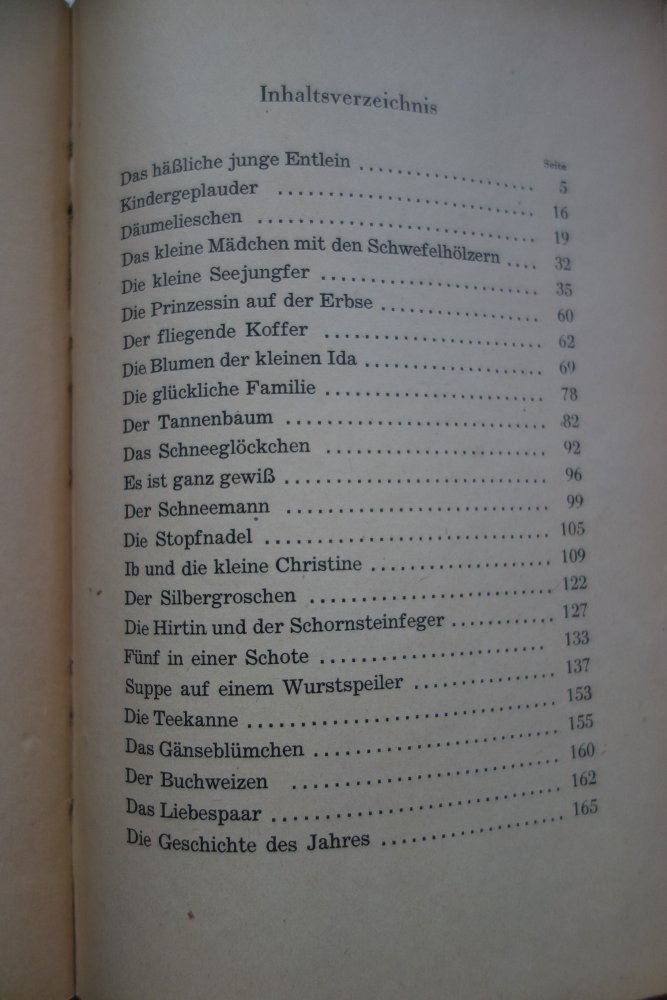 Inhaltsverzeichnis
Seite
Das häßliche junge Entlein .................. 5
Kindergeplauder .......................... 16
Däumelieschen ............................ 19
Das kleine Mädchen mit den Schwefelhölzern .... 32
Die kleine Seejungfer ...................... 35
Die Prinzessin auf der Erbse ................ 60
Der fliegende Koffer ...................... 62
Die Blumen der kleinen Ida .................. 69
Die glückliche Familie ...................... 78
Der Tannenbaum .......................... 82
Das Schneeglöckchen ...................... 92
Es ist ganz gewiß .......................... 96
Der Schneemann .......................... 99
Die Stopfnadel ............................ 105
Ib und die kleine Christine .................. 109
Der Silbergroschen ........................ 122
Die Hirtin und der Schornsteinfeger ............ 127
Fünf in einer Schote ...................... 133
Suppe auf einem Wurstspeiler ................ 137
Die Teekanne .............................. 153
Das Gänseblümchen ........................ 155
Der Buchweizen .......................... 160
Das Liebespaar ............................ 162
Die Geschichte des Jahres .................. 165